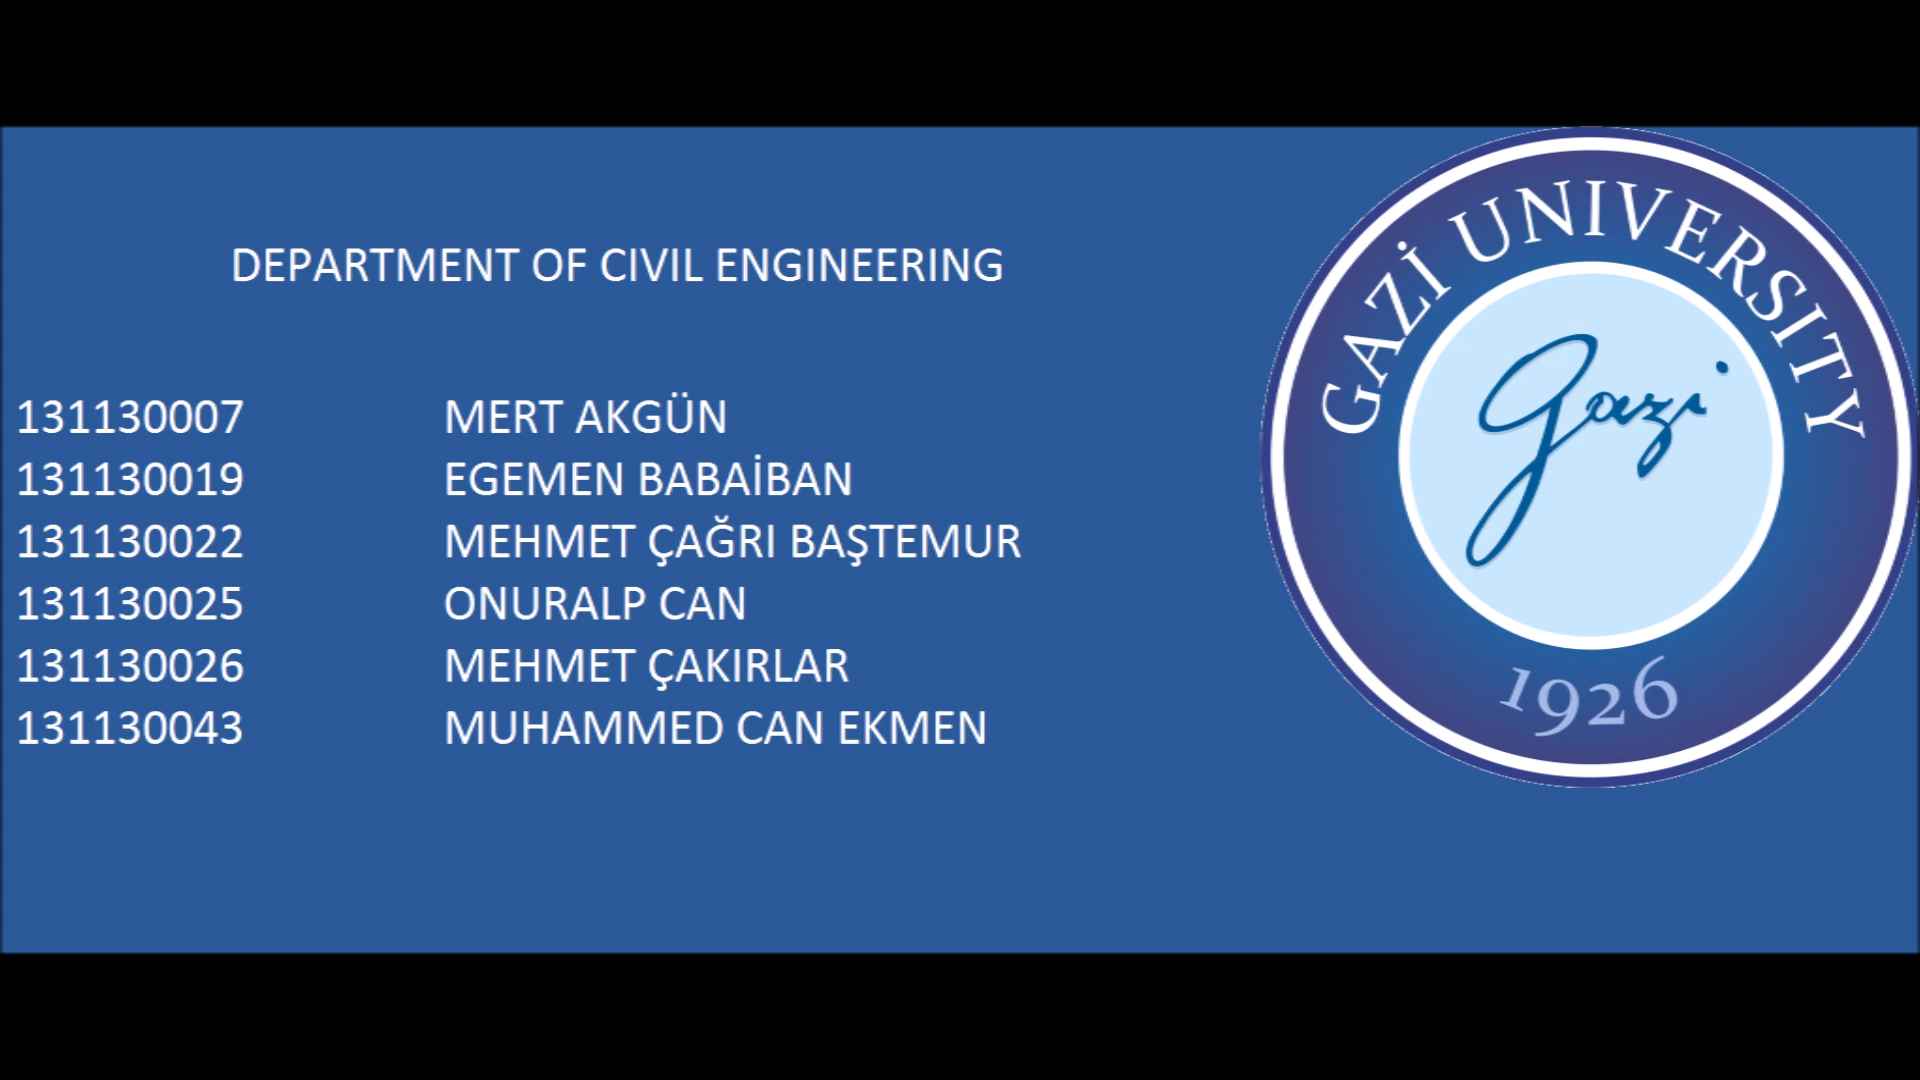 DEPARTMENT OF CIVIL ENGINEERING
131130007 MERT AKGÜN
131130019 EGEMEN BABAİBAN
131130022 MEHMET ÇAĞRI BAŞTEMUR
131130025 ONURALP CAN
131130026 MEHMET ÇAKIRLAR
131130043 MUHAMMED CAN EKMEN
GAZİ UNIVERSITY
gazi
1926